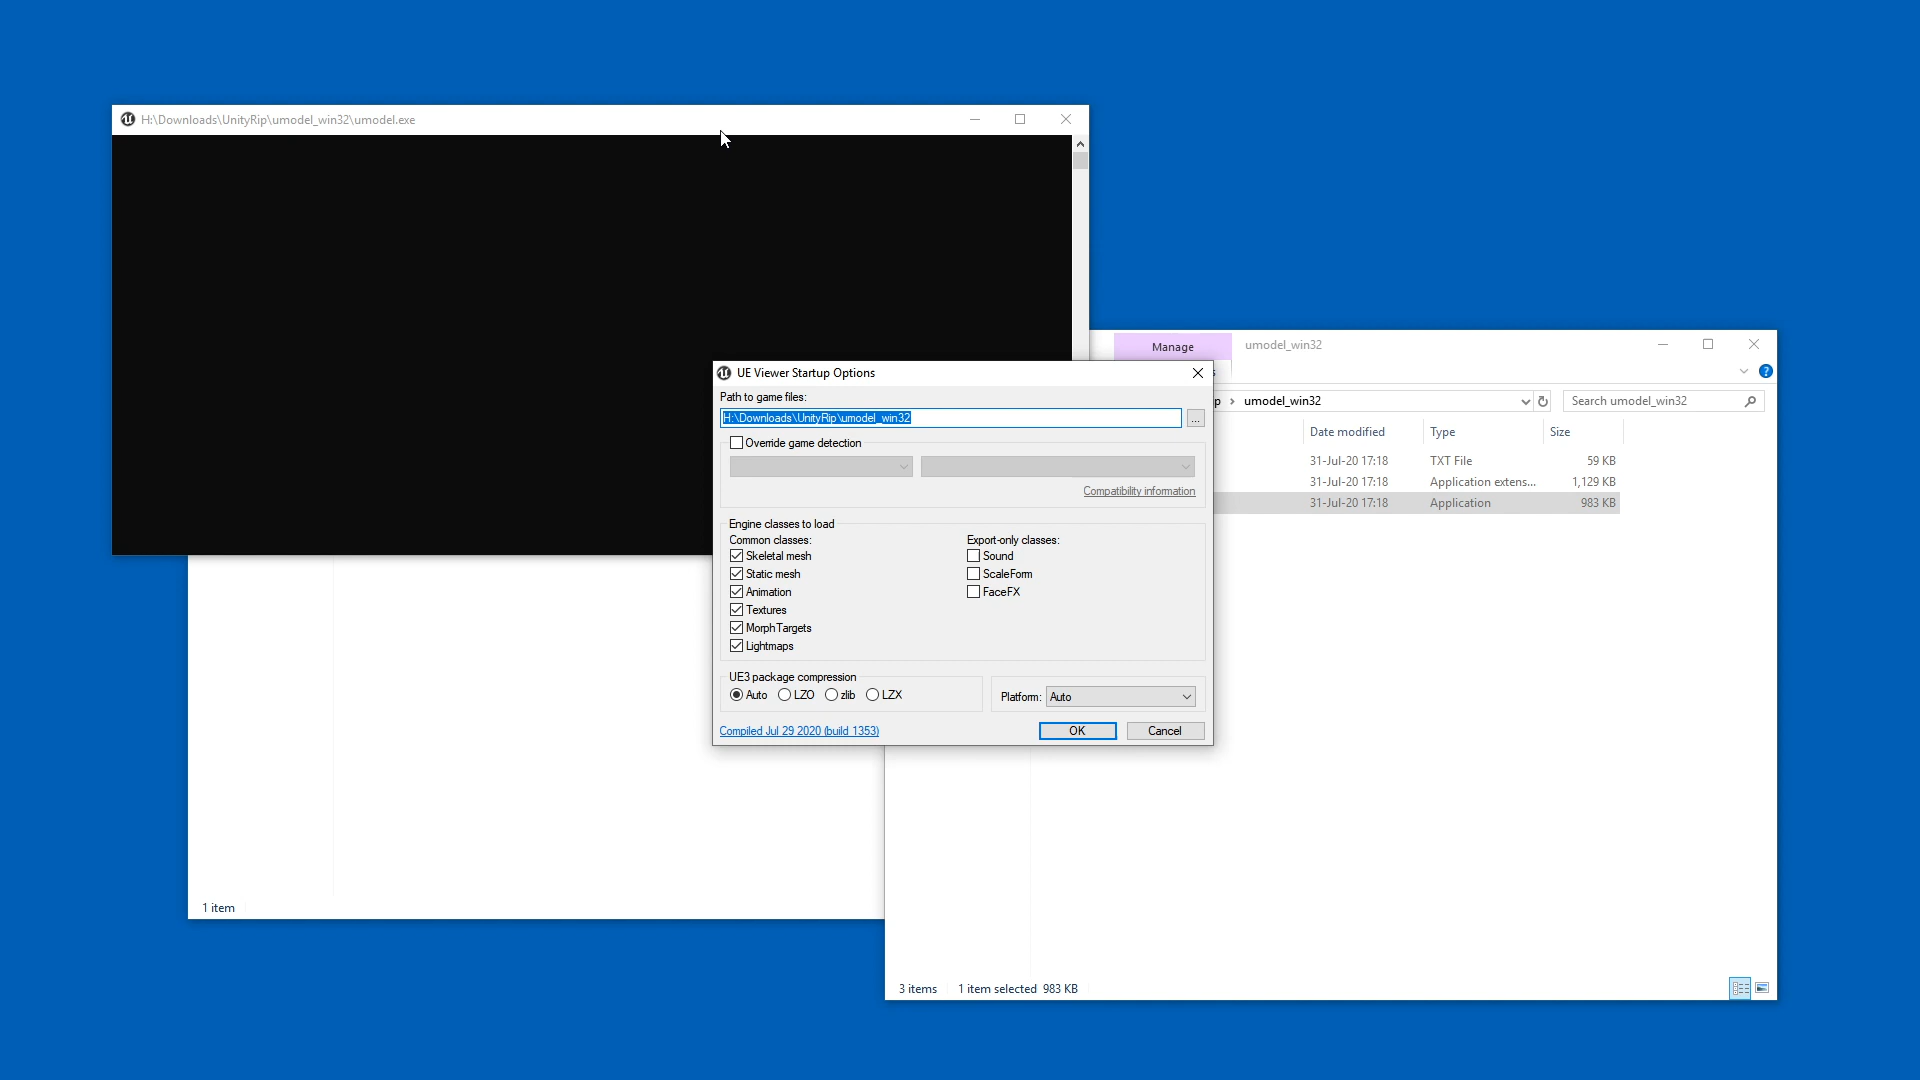 H:\Downloads\UnityRip\umodel_win32\umodel.exe
Manage
umodel_win32
UE Viewer Startup Options
Path to game files:
H:\Downloads\UnityRip\umodel_win32
...
p > umodel_win32
Search umodel_win32
Override game detection
Compatibility information
Date modified
Type
Size
31-Jul-20 17:18
TXT File
59 KB
31-Jul-20 17:18
Application extens...
1,129 KB
31-Jul-20 17:18
Application
983 KB
Engine classes to load
Common classes:
Skeletal mesh
Static mesh
Animation
Textures
MorphTargets
Lightmaps
Export-only classes:
Sound
ScaleForm
FaceFX
UE3 package compression
Auto
LZO
zlib
LZX
Platform:
Auto
Compiled Jul 29 2020 (build 1353)
OK
Cancel
1 item
3 items
1 item selected 983 KB